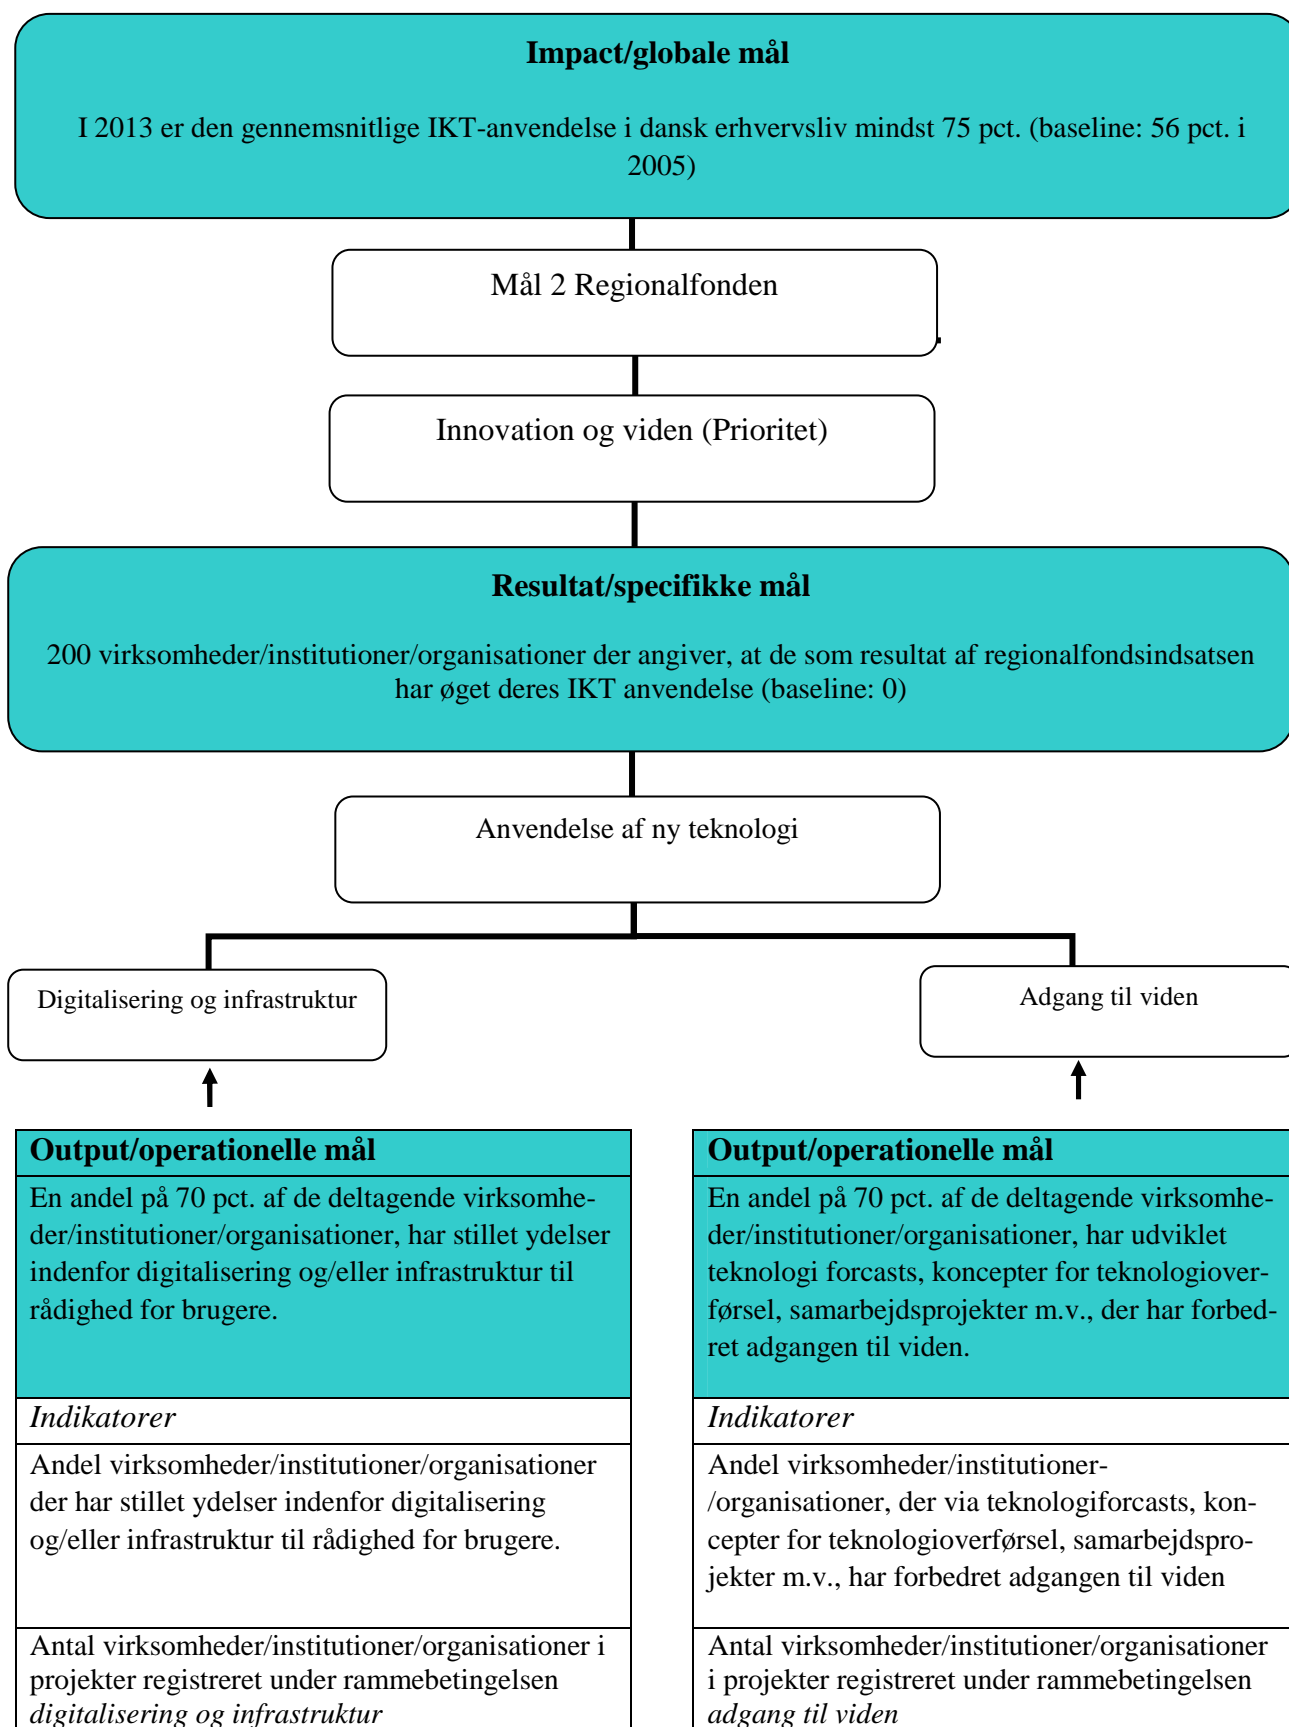 Impact/globale mål
I 2013 er den gennemsnitlige IKT-anvendelse i dansk erhvervsliv mindst 75 pct. (baseline: 56 pct. i
2005)
Mål 2 Regionalfonden
Innovation og viden (Prioritet)
Resultat/specifikke mål
200 virksomheder/institutioner/organisationer der angiver, at de som resultat af regionalfondsindsatsen
har øget deres IKT anvendelse (baseline: 0)
Anvendelse af ny teknologi
Digitalisering og infrastruktur
Adgang til viden
Output/operationelle mål
En andel på 70 pct. af de deltagende virksomhe-
der/institutioner/organisationer, har stillet ydelser
indenfor digitalisering og/eller infrastruktur til
rådighed for brugere.
Indikatorer
Andel virksomheder/institutioner/organisationer
der har stillet ydelser indenfor digitalisering
og/eller infrastruktur til rådighed for brugere.
Antal virksomheder/institutioner/organisationer i
projekter registreret under rammebetingelsen
digitalisering og infrastruktur
Output/operationelle mål
En andel på 70 pct. af de deltagende virksomhe-
der/institutioner/organisationer, har udviklet
teknologi forcasts, koncepter for teknologiover-
førsel, samarbejdsprojekter m.v., der har forbed-
ret adgangen til viden.
Indikatorer
Andel virksomheder/institutioner-
/organisationer, der via teknologiforcasts, kon-
cepter for teknologioverførsel, samarbejdspro-
jekter m.v., har forbedret adgangen til viden
Antal virksomheder/institutioner/organisationer
i projekter registreret under rammebetingelsen
adgang til viden